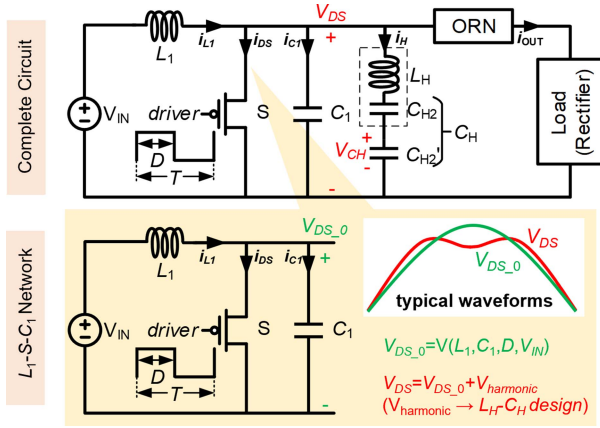 Complete Circuit
L1
iL1
iDS
iC1
VDS
+
iH
ORN
iOUT
VIN
driver
S
C1
LH
CH2
CH
+
VCH
-
CH2'
Load
(Rectifier)
D
T
-
L1-S-C1 Network
L1
iL1
iDS
iC1
VDS_0
+
VIN
driver
S
C1
D
T
-
VDS
VDS_0
typical waveforms
VDS_0=V(L1,C1,D,VIN)
VDS=VDS_0+Vharmonic
(Vharmonic → LH-CH design)